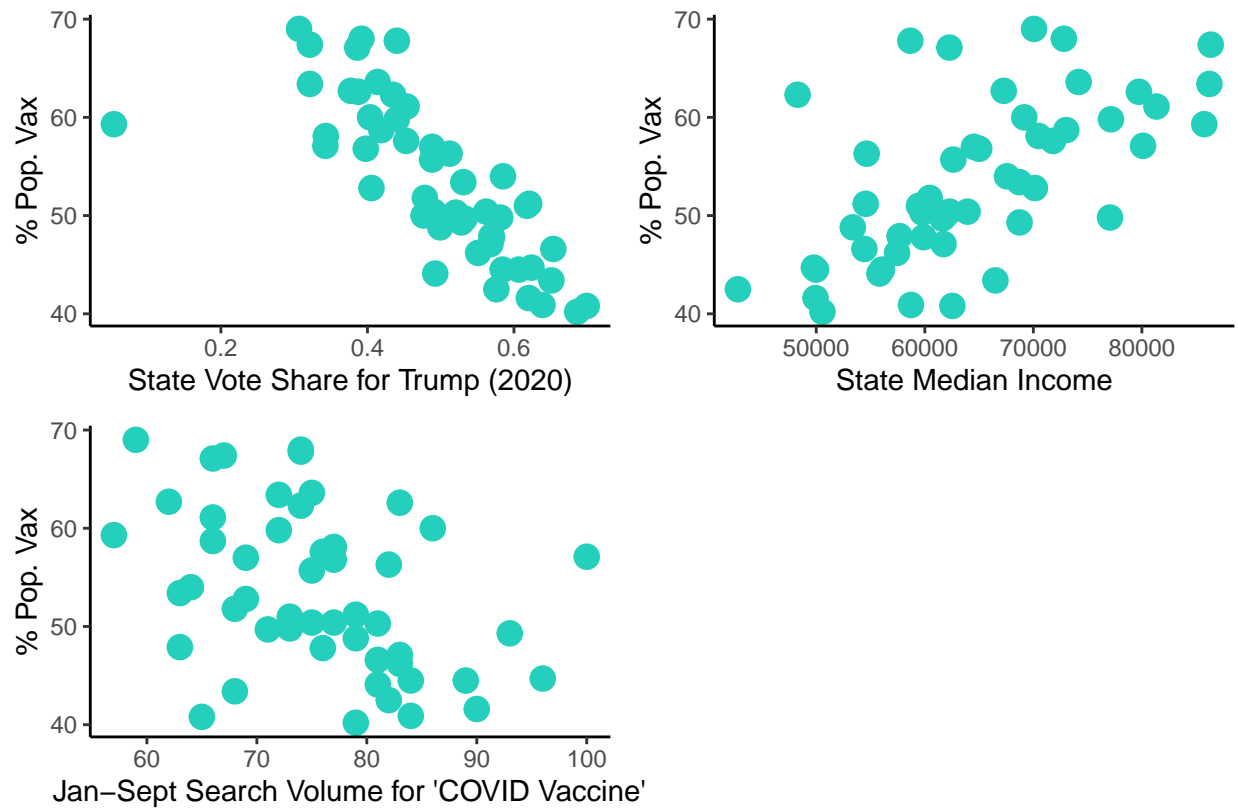 70
60
50
40
% Pop. Vax
0.2 0.4 0.6
State Vote Share for Trump (2020)
70
60
50
40
% Pop. Vax
50000 60000 70000 80000
State Median Income
70
60
50
40
% Pop. Vax
60 70 80 90 100
Jan−Sept Search Volume for 'COVID Vaccine'